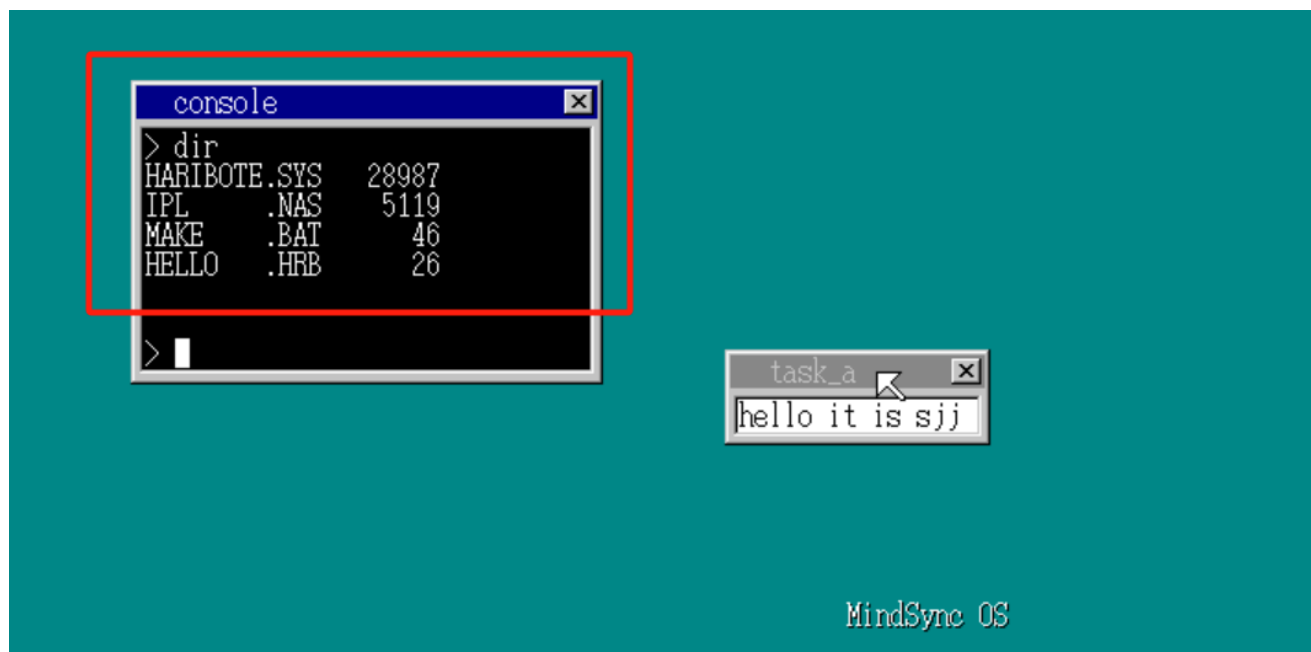 console
> dir
HARIBOTE.SYS   28987
IPL     .NAS    5119
MAKE    .BAT      46
HELLO   .HRB      26
>
task_a
hello it is sjj
MindSync OS